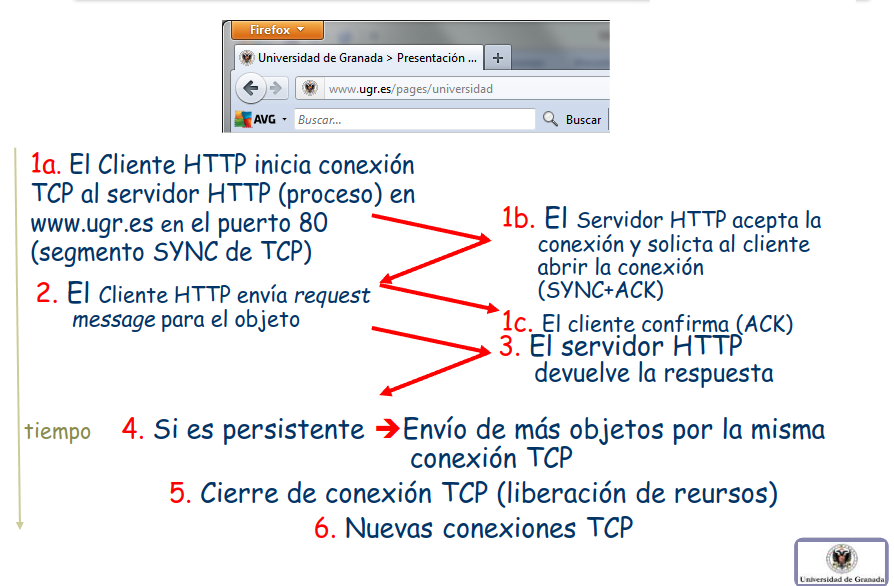 Firefox
Universidad de Granada > Presentación ...
www.ugr.es/pages/universidad
AVG
Buscar...
Buscar
1a. El Cliente HTTP inicia conexión
TCP al servidor HTTP (proceso) en
www.ugr.es en el puerto 80
(segmento SYNC de TCP)
1b. El Servidor HTTP acepta la
conexión y solicta al cliente
abrir la conexión
(SYNC+ACK)
2. El Cliente HTTP envía request
message para el objeto
1c. El cliente confirma (ACK)
3. El servidor HTTP
devuelve la respuesta
tiempo
4. Si es persistente ➔Envío de más objetos por la misma
conexión TCP
5. Cierre de conexión TCP (liberación de reursos)
6. Nuevas conexiones TCP
Universidad de Granada